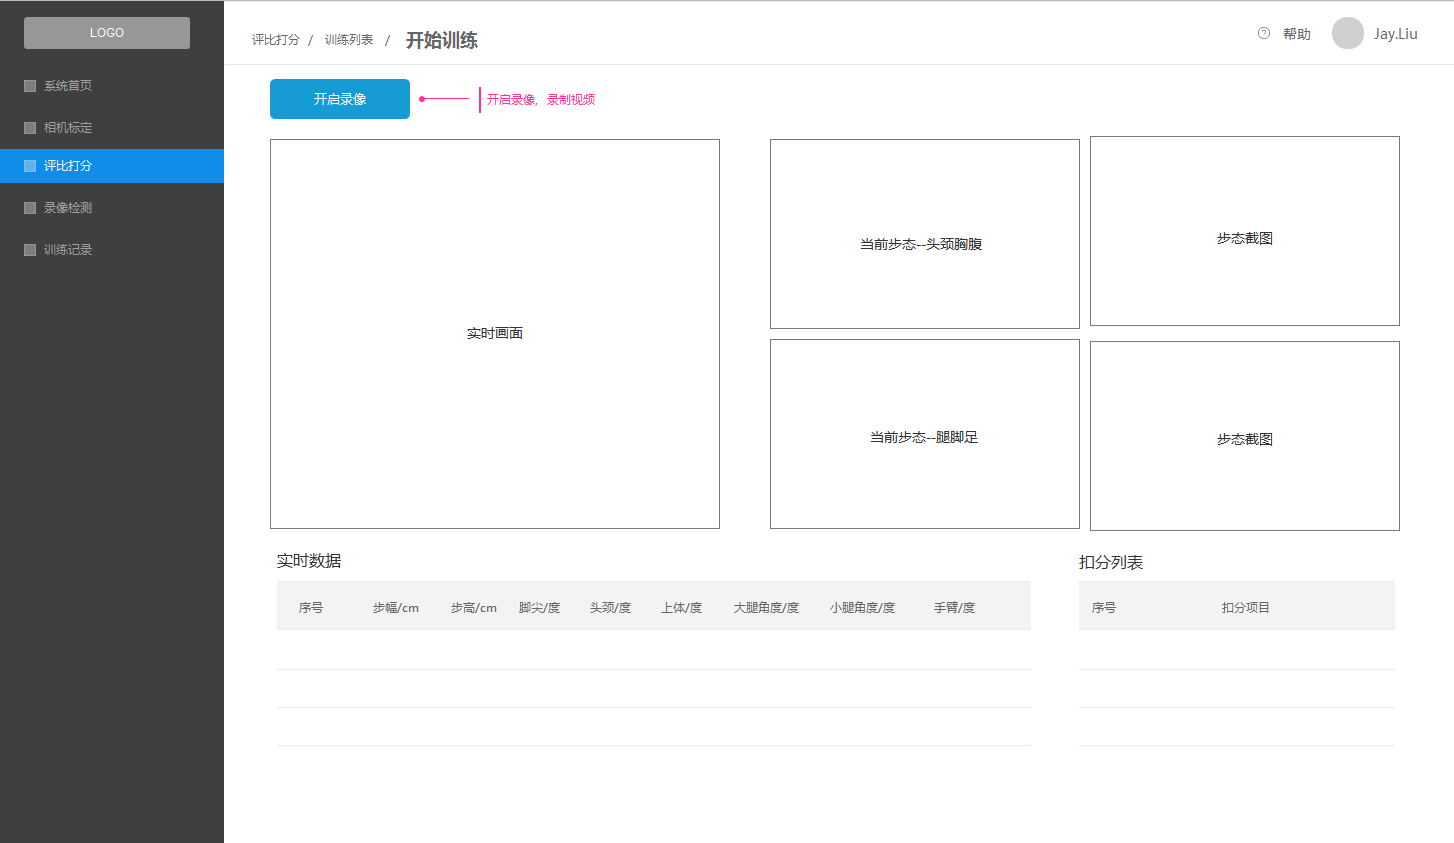 LOGO
系统首页
相机标定
评比打分
录像检测
训练记录
评比打分 / 训练列表 / 开始训练
帮助
Jay.Liu
开启录像
开启录像, 录制视频
实时画面
当前步态--头颈胸腹
步态截图
当前步态--腿脚足
步态截图
实时数据
序号 步幅/cm 步高/cm 脚尖/度 头颈/度 上体/度 大腿角度/度 小腿角度/度 手臂/度
扣分列表
序号 扣分项目